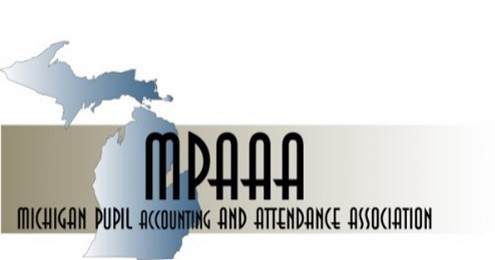 MPAAA
MICHIGAN PUPIL ACCOUNTING AND ATTENDANCE ASSOCIATION